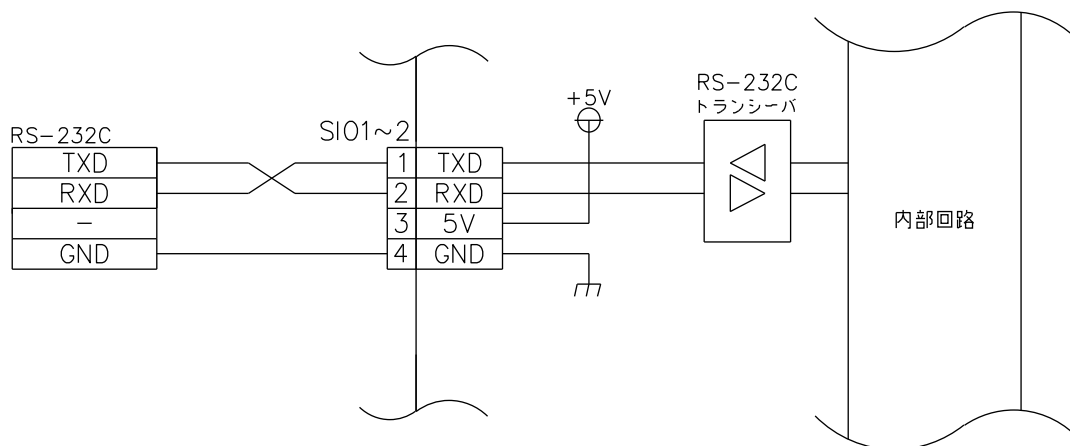 RS-232C
TXD
RXD
-
GND
SIO1~2
1 TXD
2 RXD
3 5V
4 GND
+5V
RS-232C
トランシーバ
内部回路